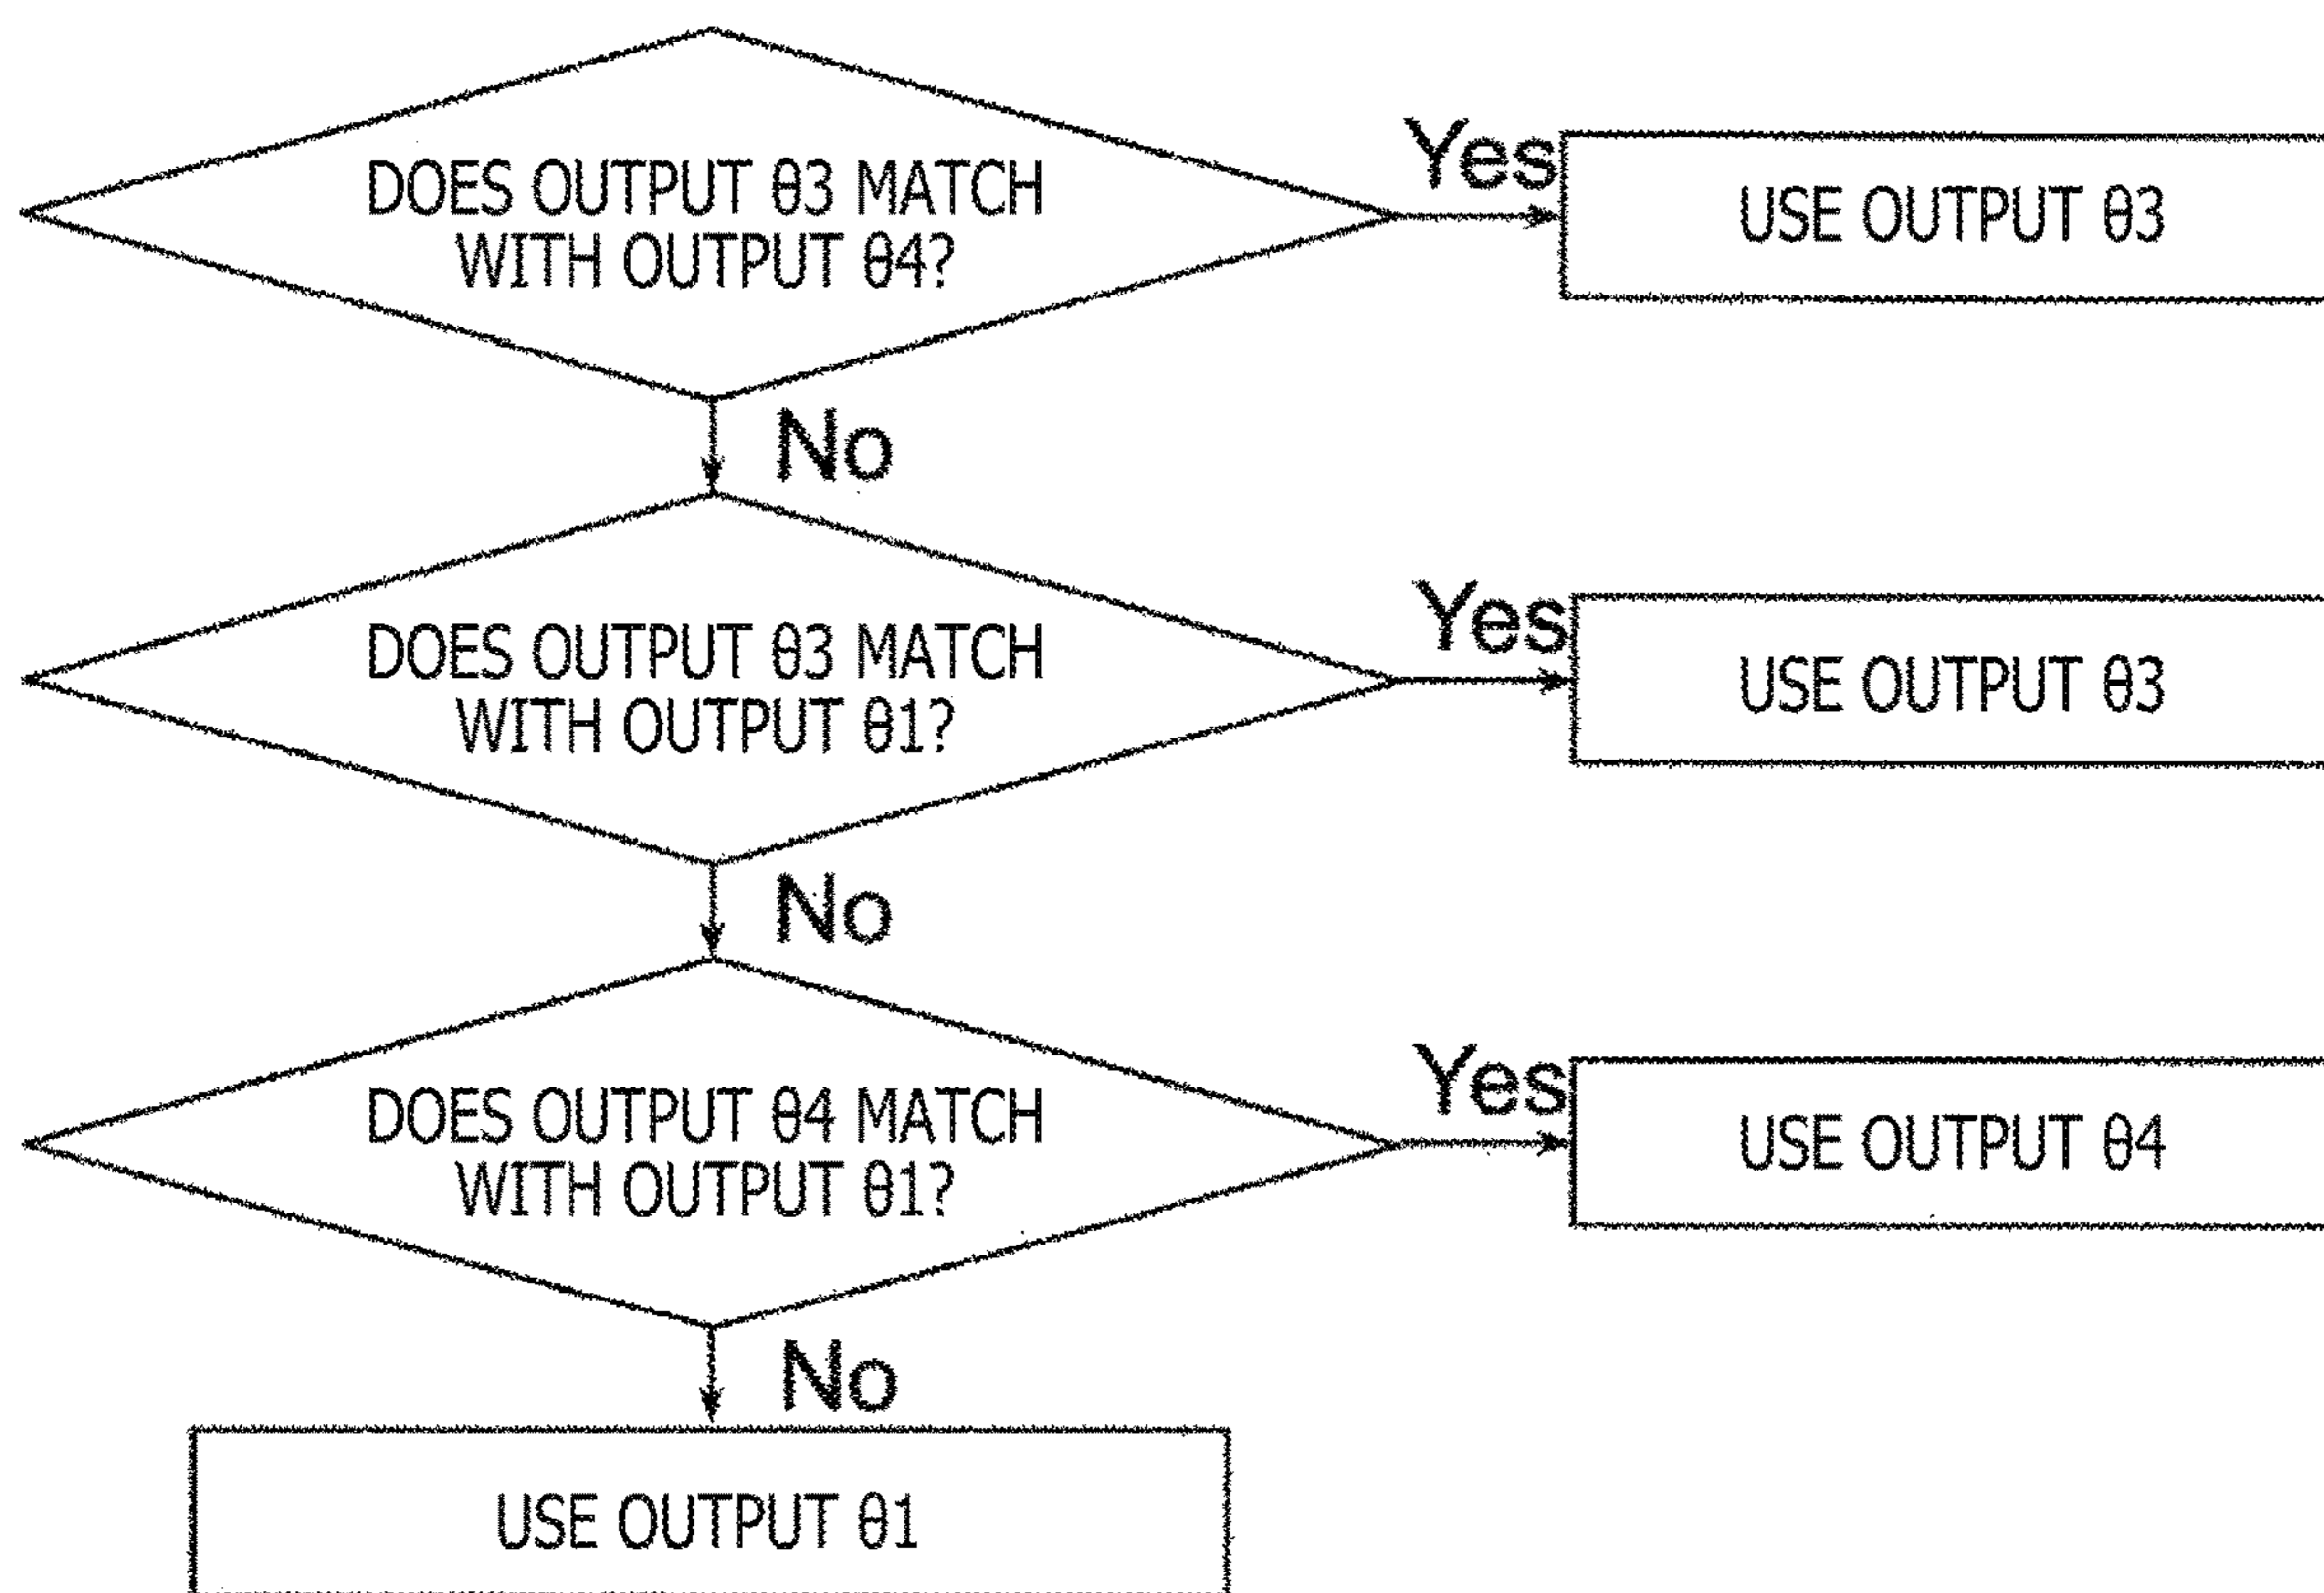 DOES OUTPUT θ3 MATCH
WITH OUTPUT θ4?
Yes
USE OUTPUT θ3
No
DOES OUTPUT θ3 MATCH
WITH OUTPUT θ1?
Yes
USE OUTPUT θ3
No
DOES OUTPUT θ4 MATCH
WITH OUTPUT θ1?
Yes
USE OUTPUT θ4
No
USE OUTPUT θ1